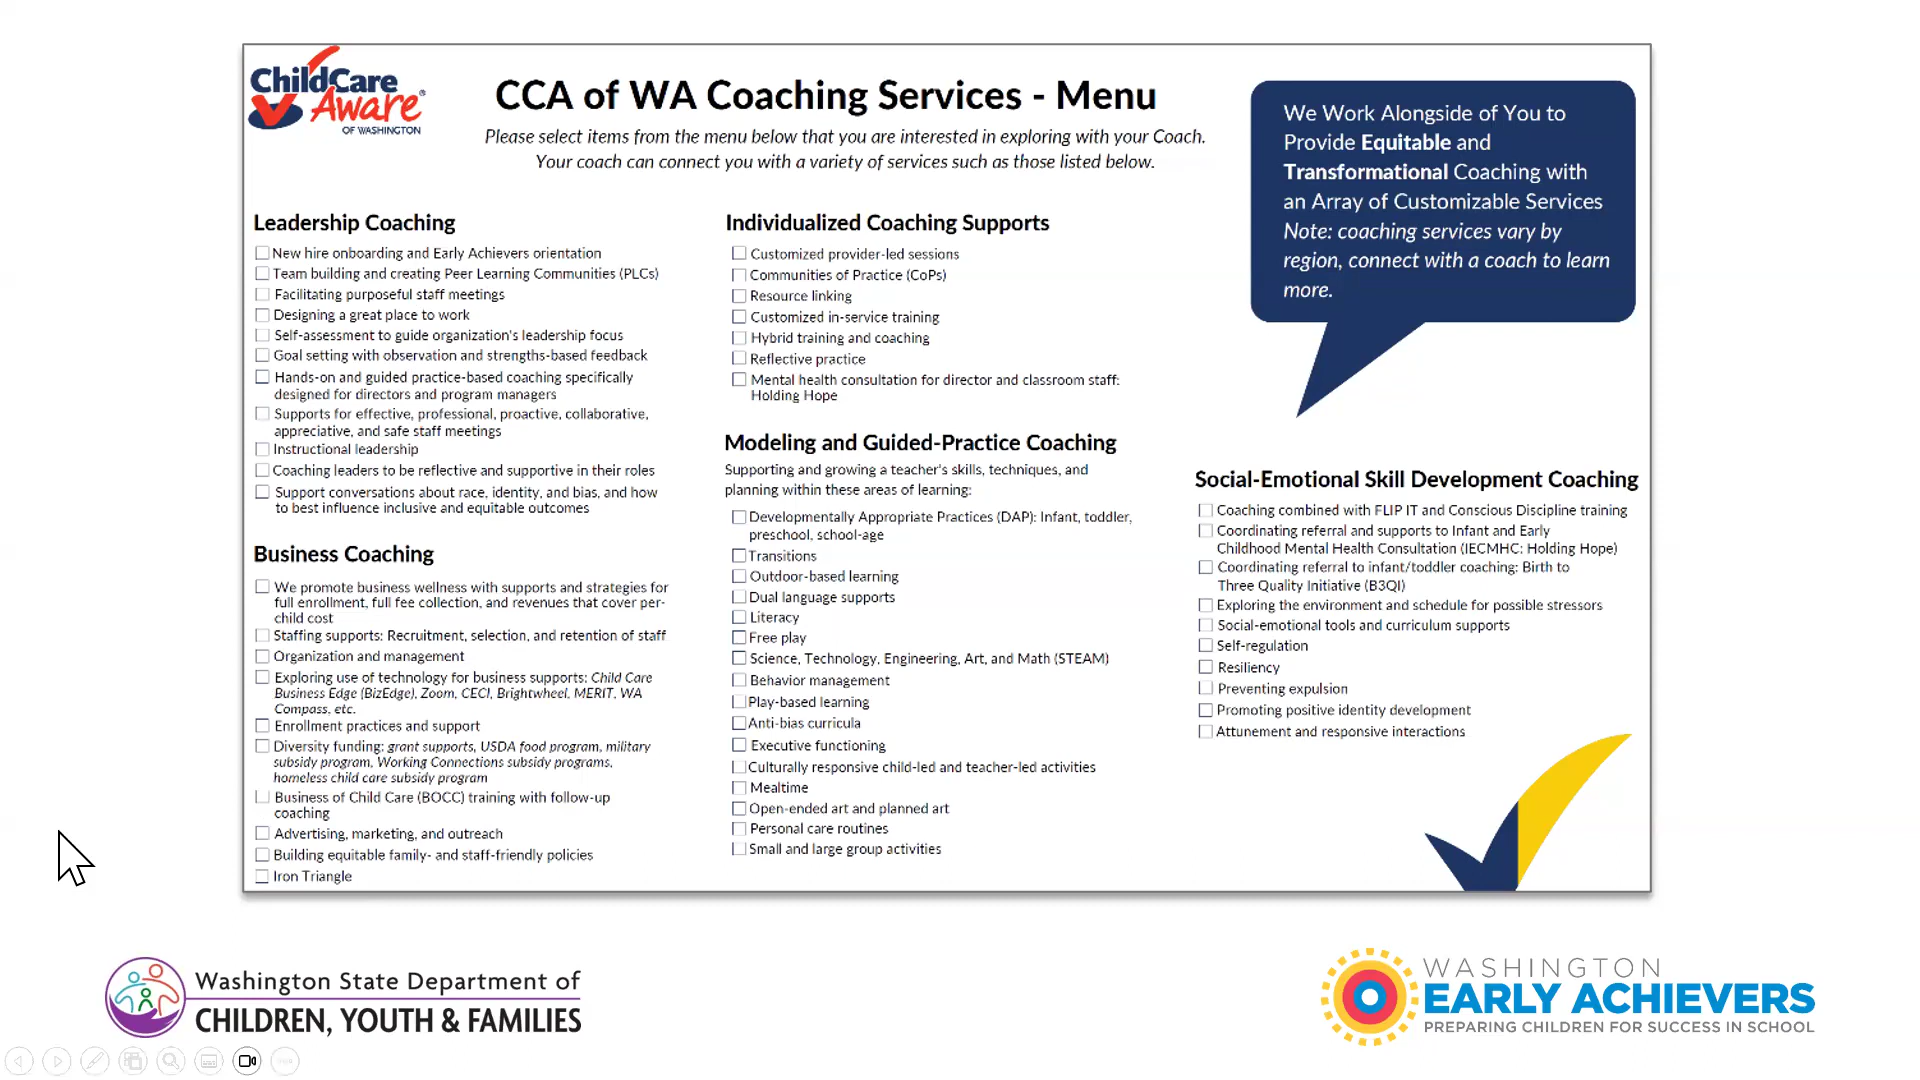 ChildCare
Aware®
OF WASHINGTON
CCA of WA Coaching Services - Menu
Please select items from the menu below that you are interested in exploring with your Coach.
Your coach can connect you with a variety of services such as those listed below.
We Work Alongside of You to
Provide Equitable and
Transformational Coaching with
an Array of Customizable Services
Note: coaching services vary by
region, connect with a coach to learn
more.
Leadership Coaching
New hire onboarding and Early Achievers orientation
Team building and creating Peer Learning Communities (PLCs)
Facilitating purposeful staff meetings
Designing a great place to work
Self-assessment to guide organization's leadership focus
Goal setting with observation and strengths-based feedback
Hands-on and guided practice-based coaching specifically
designed for directors and program managers
Supports for effective, professional, proactive, collaborative,
appreciative, and safe staff meetings
Instructional leadership
Coaching leaders to be reflective and supportive in their roles
Support conversations about race, identity, and bias, and how
to best influence inclusive and equitable outcomes
Business Coaching
We promote business wellness with supports and strategies for
full enrollment, full fee collection, and revenues that cover per-
child cost
Staffing supports: Recruitment, selection, and retention of staff
Organization and management
Exploring use of technology for business supports: Child Care
Business Edge (BizEdge), Zoom, CECI, Brightwheel, MERIT, WA
Compass, etc.
Enrollment practices and support
Diversity funding: grant supports, USDA food program, military
subsidy program, Working Connections subsidy programs,
homeless child care subsidy program
Business of Child Care (BOCC) training with follow-up
coaching
Advertising, marketing, and outreach
Building equitable family- and staff-friendly policies
Iron Triangle
Individualized Coaching Supports
Customized provider-led sessions
Communities of Practice (CoPs)
Resource linking
Customized in-service training
Hybrid training and coaching
Reflective practice
Mental health consultation for director and classroom staff:
Holding Hope
Modeling and Guided-Practice Coaching
Supporting and growing a teacher's skills, techniques, and
planning within these areas of learning:
Developmentally Appropriate Practices (DAP): Infant, toddler,
preschool, school-age
Transitions
Outdoor-based learning
Dual language supports
Literacy
Free play
Science, Technology, Engineering, Art, and Math (STEAM)
Behavior management
Play-based learning
Anti-bias curricula
Executive functioning
Culturally responsive child-led and teacher-led activities
Mealtime
Open-ended art and planned art
Personal care routines
Small and large group activities
Social-Emotional Skill Development Coaching
Coaching combined with FLIP IT and Conscious Discipline training
Coordinating referral and supports to Infant and Early
Childhood Mental Health Consultation (IECMHC: Holding Hope)
Coordinating referral to infant/toddler coaching: Birth to
Three Quality Initiative (B3QI)
Exploring the environment and schedule for possible stressors
Social-emotional tools and curriculum supports
Self-regulation
Resiliency
Preventing expulsion
Promoting positive identity development
Attunement and responsive interactions
Washington State Department of
CHILDREN, YOUTH & FAMILIES
WASHINGTON
EARLY ACHIEVERS
PREPARING CHILDREN FOR SUCCESS IN SCHOOL